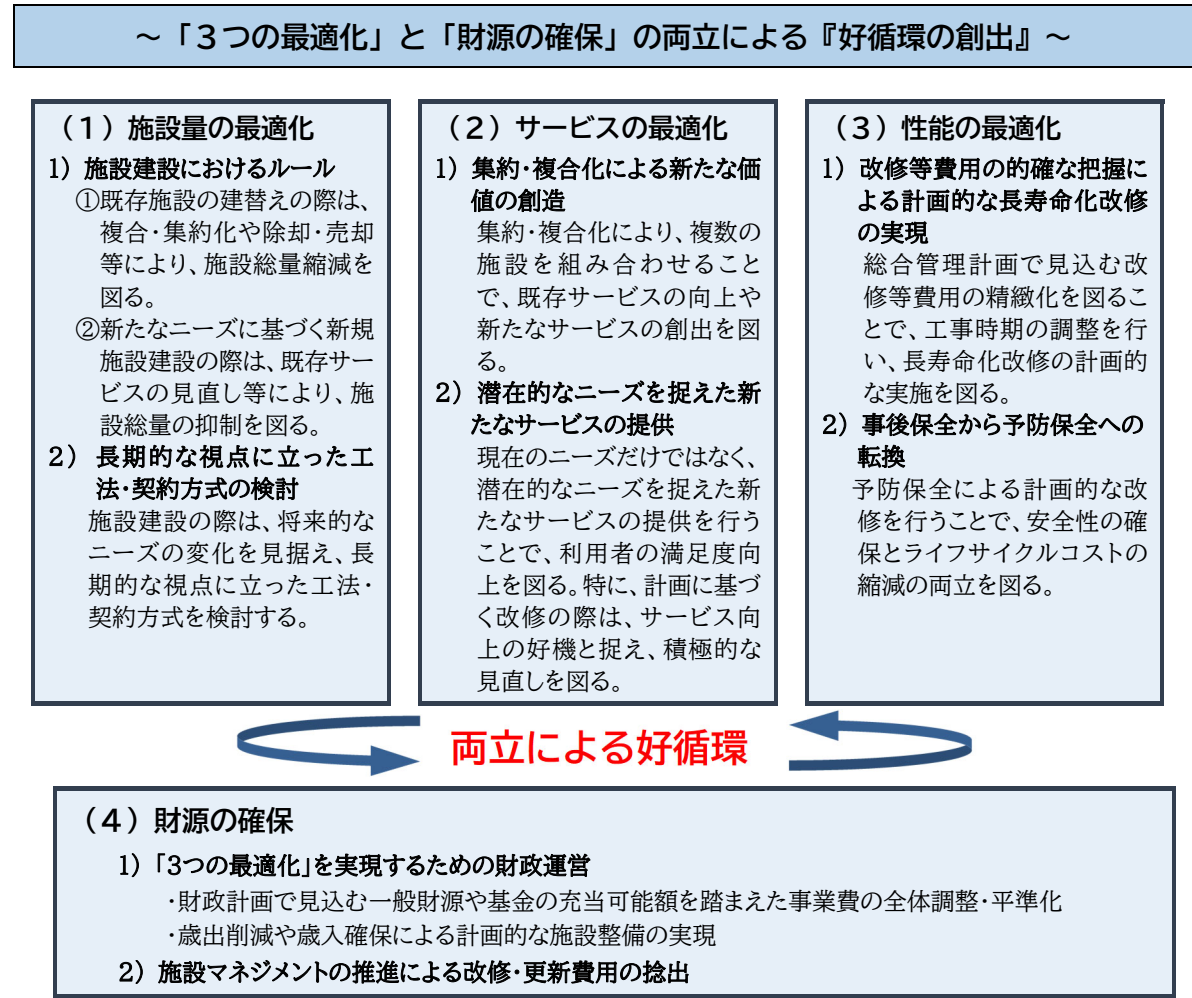 ～「３つの最適化」と「財源の確保」の両立による『好循環の創出』～
（１）施設量の最適化
1）施設建設におけるルール
①既存施設の建替えの際は、
複合・集約化や除却・売却
等により、施設総量縮減を
図る。
②新たなニーズに基づく新規
施設建設の際は、既存サー
ビスの見直し等により、施
設総量の抑制を図る。
2）長期的な視点に立った工
法・契約方式の検討
施設建設の際は、将来的な
ニーズの変化を見据え、長
期的な視点に立った工法・
契約方式を検討する。
（２）サービスの最適化
1）集約・複合化による新たな価
値の創造
集約・複合化により、複数の
施設を組み合わせること
で、既存サービスの向上や
新たなサービスの創出を図
る。
2）潜在的なニーズを捉えた新
たなサービスの提供
現在のニーズだけではなく、
潜在的なニーズを捉えた新
たなサービスの提供を行う
ことで、利用者の満足度向
上を図る。特に、計画に基づ
く改修の際は、サービス向
上の好機と捉え、積極的な
見直しを図る。
（３）性能の最適化
1）改修等費用の的確な把握に
よる計画的な長寿命化改修
の実現
総合管理計画で見込む改
修等費用の精緻化を図るこ
とで、工事時期の調整を行
い、長寿命化改修の計画的
な実施を図る。
2）事後保全から予防保全への
転換
予防保全による計画的な改
修を行うことで、安全性の確
保とライフサイクルコストの
縮減の両立を図る。
両立による好循環
（４）財源の確保
1）「3つの最適化」を実現するための財政運営
・財政計画で見込む一般財源や基金の充当可能額を踏まえた事業費の全体調整・平準化
・歳出削減や歳入確保による計画的な施設整備の実現
2）施設マネジメントの推進による改修・更新費用の捻出